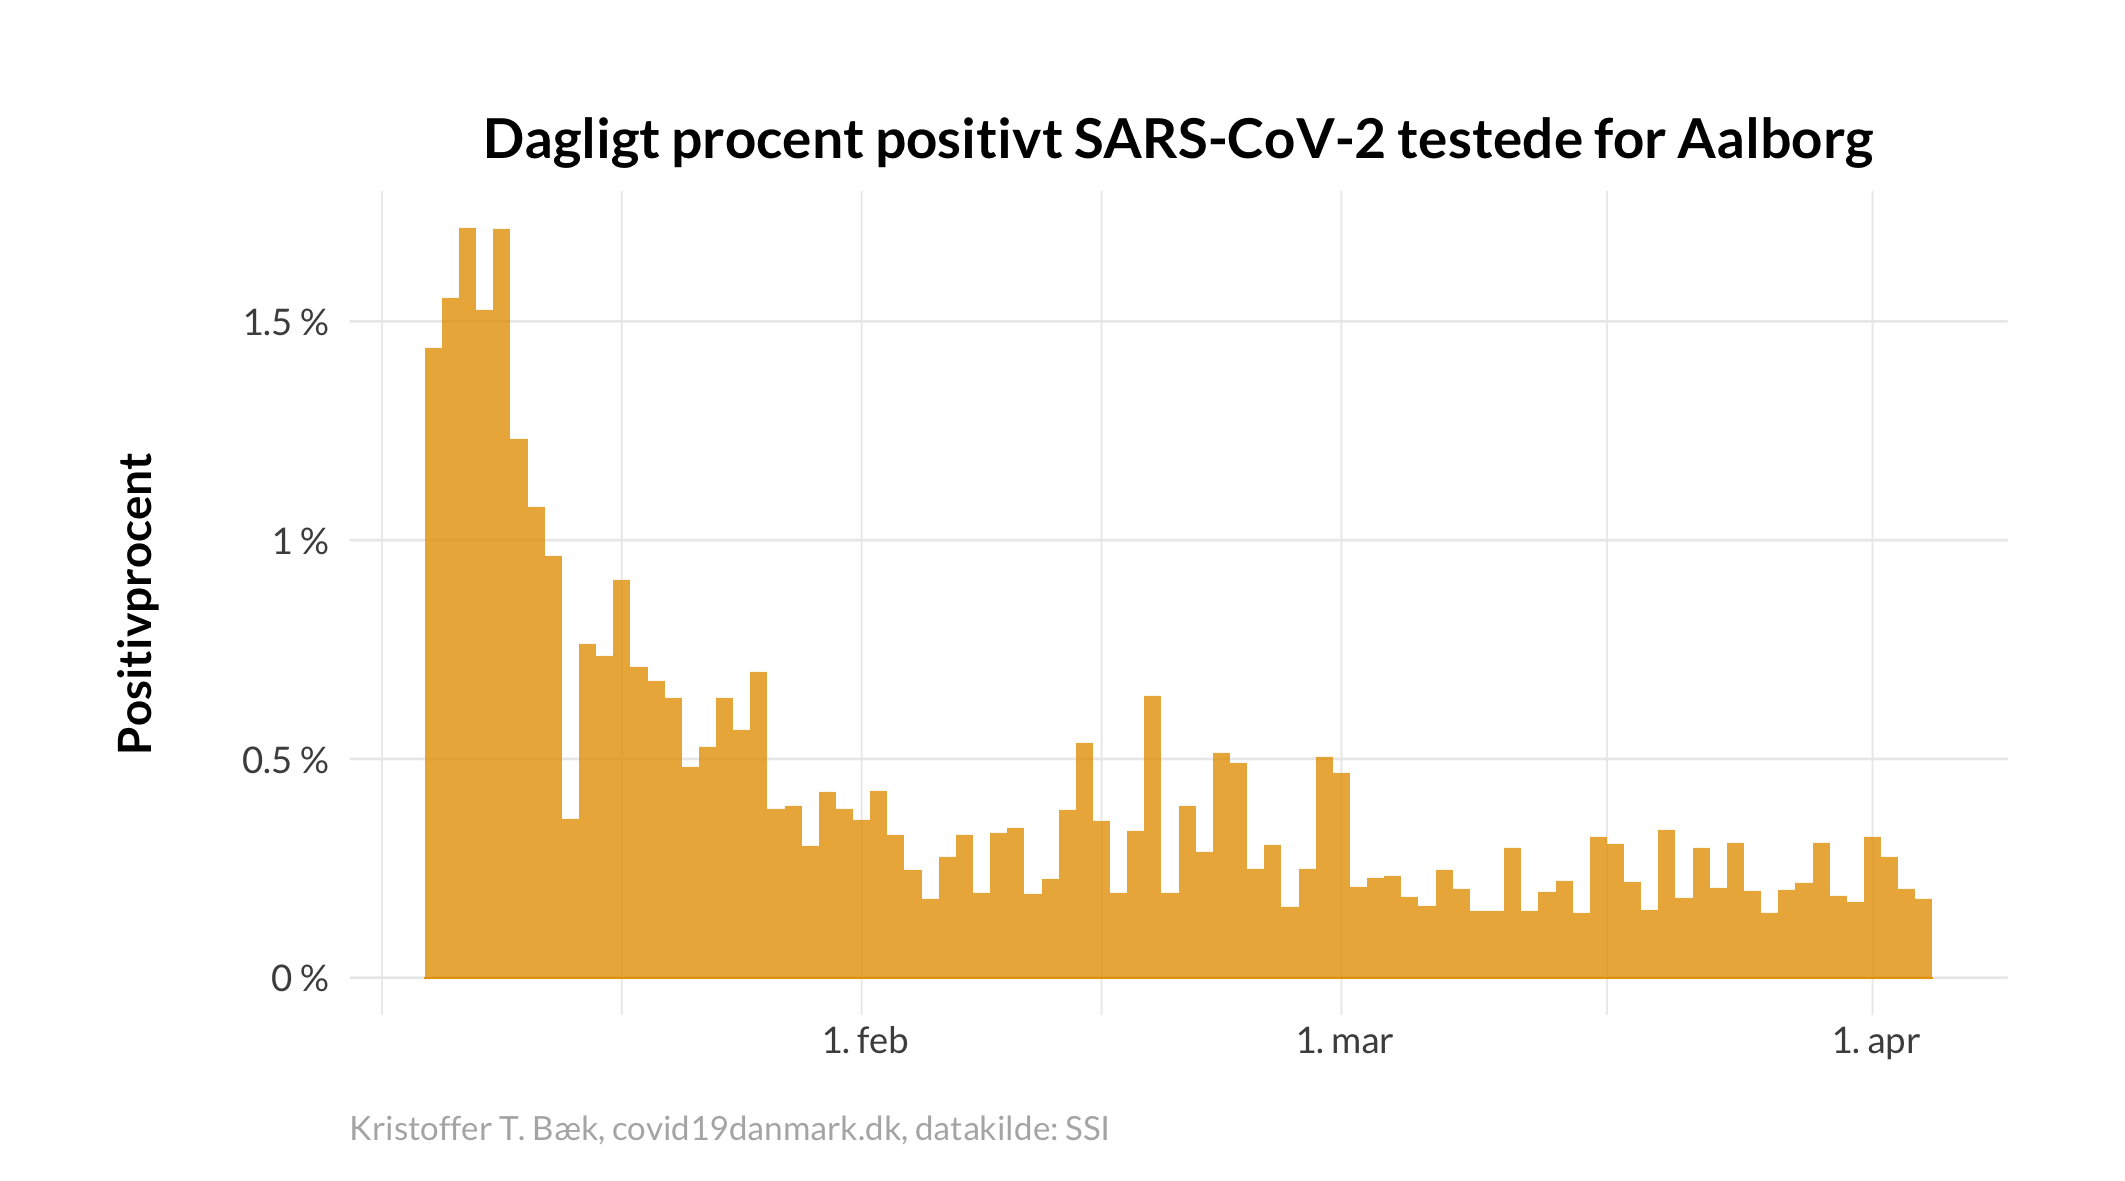 Dagligt procent positivt SARS-CoV-2 testede for Aalborg
Positivprocent
1.5 %
1 %
0.5 %
0 %
1. feb
1. mar
1. apr
Kristoffer T. Bæk, covid19danmark.dk, datakilde: SSI